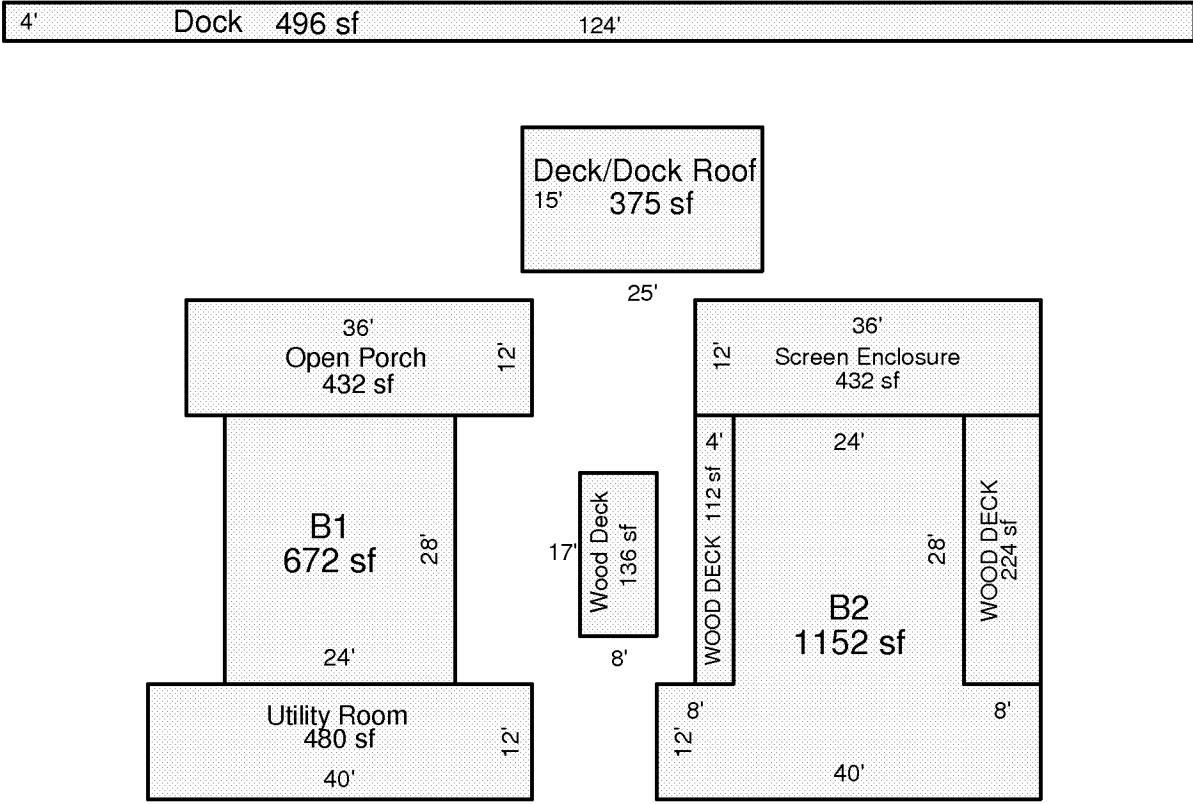 4' Dock 496 sf 124'
Deck/Dock Roof
15' 375 sf
25'
36'
Open Porch
432 sf
12'
36'
12'
Screen Enclosure
432 sf
B1
672 sf
28'
24'
Utility Room
480 sf
12'
40'
17'
Wood Deck
136 sf
8'
4'
WOOD DECK 112 sf
24'
28'
B2
1152 sf
WOOD DECK
224 sf
8'
8'
12'
40'